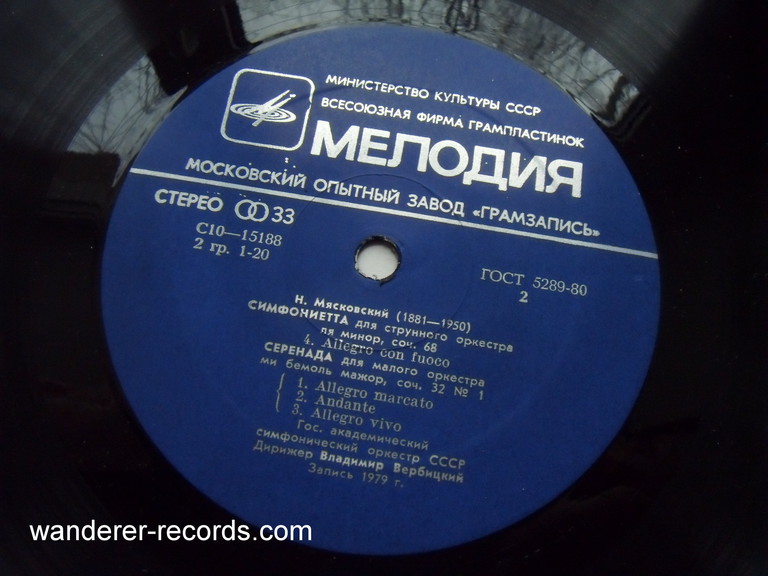 МИНИСТЕРСТВО КУЛЬТУРЫ СССР
ВСЕСОЮЗНАЯ ФИРМА ГРАМПЛАСТИНОК
МЕЛОДИЯ
МОСКОВСКИЙ ОПЫТНЫЙ ЗАВОД «ГРАМЗАПИСЬ»
СТЕРЕО 33
С10—15188
2 гр. 1-20
ГОСТ 5289-80
2
Н. Мясковский (1881—1950)
СИМФОНИЕТТА для струнного оркестра
ля минор, соч. 68
4. Allegro con fuoco
СЕРЕНАДА для малого оркестра
ми бемоль мажор, соч. 32 № 1
1. Allegro marcato
2. Andante
3. Allegro vivo
Гос. академический
симфонический оркестр СССР
Дирижер Владимир Вербицкий
Запись 1979 г.
wanderer-records.com